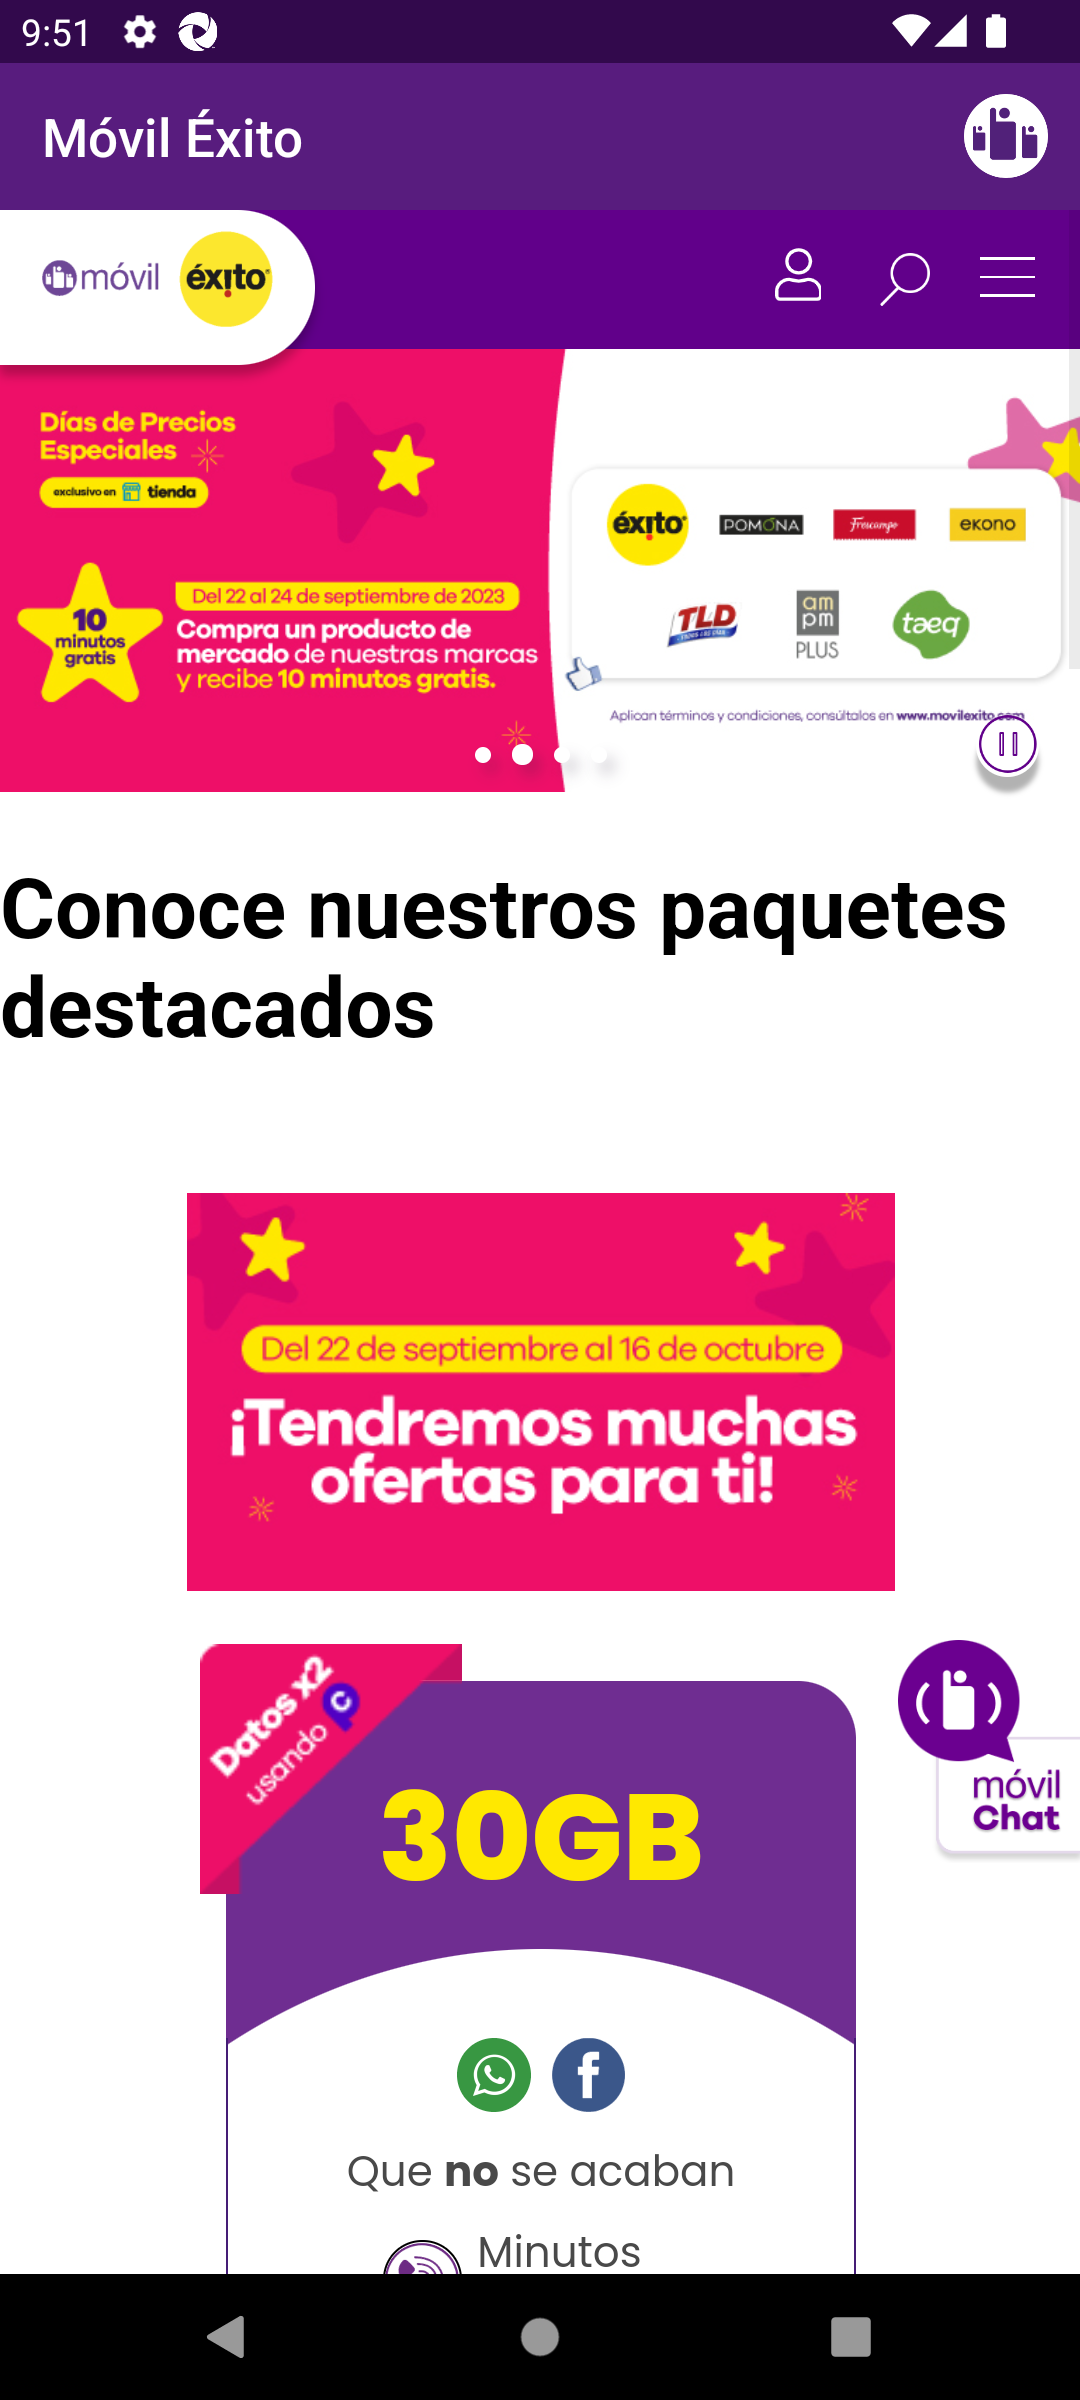 9:51
Móvil Éxito
móvil éxito
Días de Precios
Especiales
exclusivo en tienda
10
minutos
gratis
Del 22 al 24 de septiembre de 2023
Compra un producto de
mercado de nuestras marcas
y recibe 10 minutos gratis.
éxito POMONA Frescampo ekono
TLD
am
pm
PLUS
taeq
Aplican términos y condiciones, consúltalos en www.movilexito.com
Conoce nuestros paquetes
destacados
Del 22 de septiembre al 16 de octubre
¡Tendremos muchas
ofertas para ti!
Datos x2
usando
30GB
móvil
Chat
Que no se acaban
Minutos